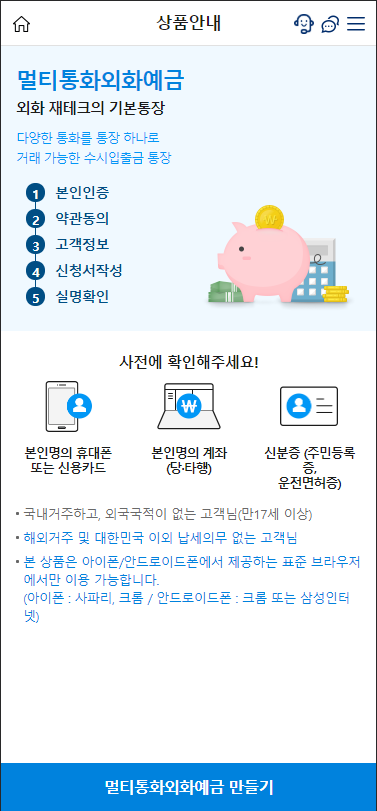 상품안내
멀티통화외화예금
외화 재테크의 기본통장
다양한 통화를 통장 하나로
거래 가능한 수시입출금 통장
1 본인인증
2 약관동의
3 고객정보
4 신청서작성
5 실명확인
사전에 확인해주세요!
본인명의 휴대폰
또는 신용카드
₩
본인명의 계좌
(당·타행)
신분증 (주민등록
증,
운전면허증)
• 국내거주하고, 외국국적이 없는 고객님(만17세 이상)
• 해외거주 및 대한민국 이외 납세의무 없는 고객님
• 본 상품은 아이폰/안드로이드폰에서 제공하는 표준 브라우저
에서만 이용 가능합니다.
(아이폰 : 사파리, 크롬 / 안드로이드폰 : 크롬 또는 삼성인터
넷)
멀티통화외화예금 만들기